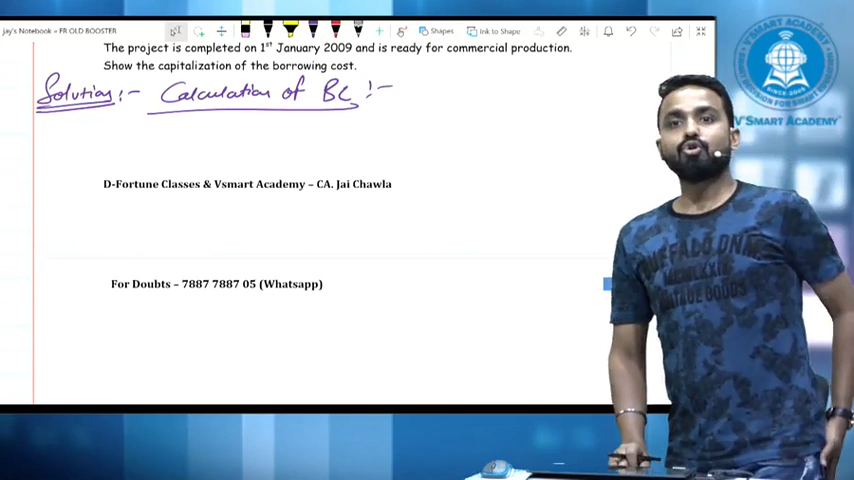 jay's Notebook » FR OLD BOOSTER
Shapes
Ink to Shape
The project is completed on 1st January 2009 and is ready for commercial production.
Show the capitalization of the borrowing cost.
Solution:- Calculation of BC :-
D-Fortune Classes & Vsmart Academy – CA. Jai Chawla
For Doubts – 7887 7887 05 (Whatsapp)
V'SMART ACADEMY
SINCE-2005
V'SMART ACADEMY
BUFFALO DNM